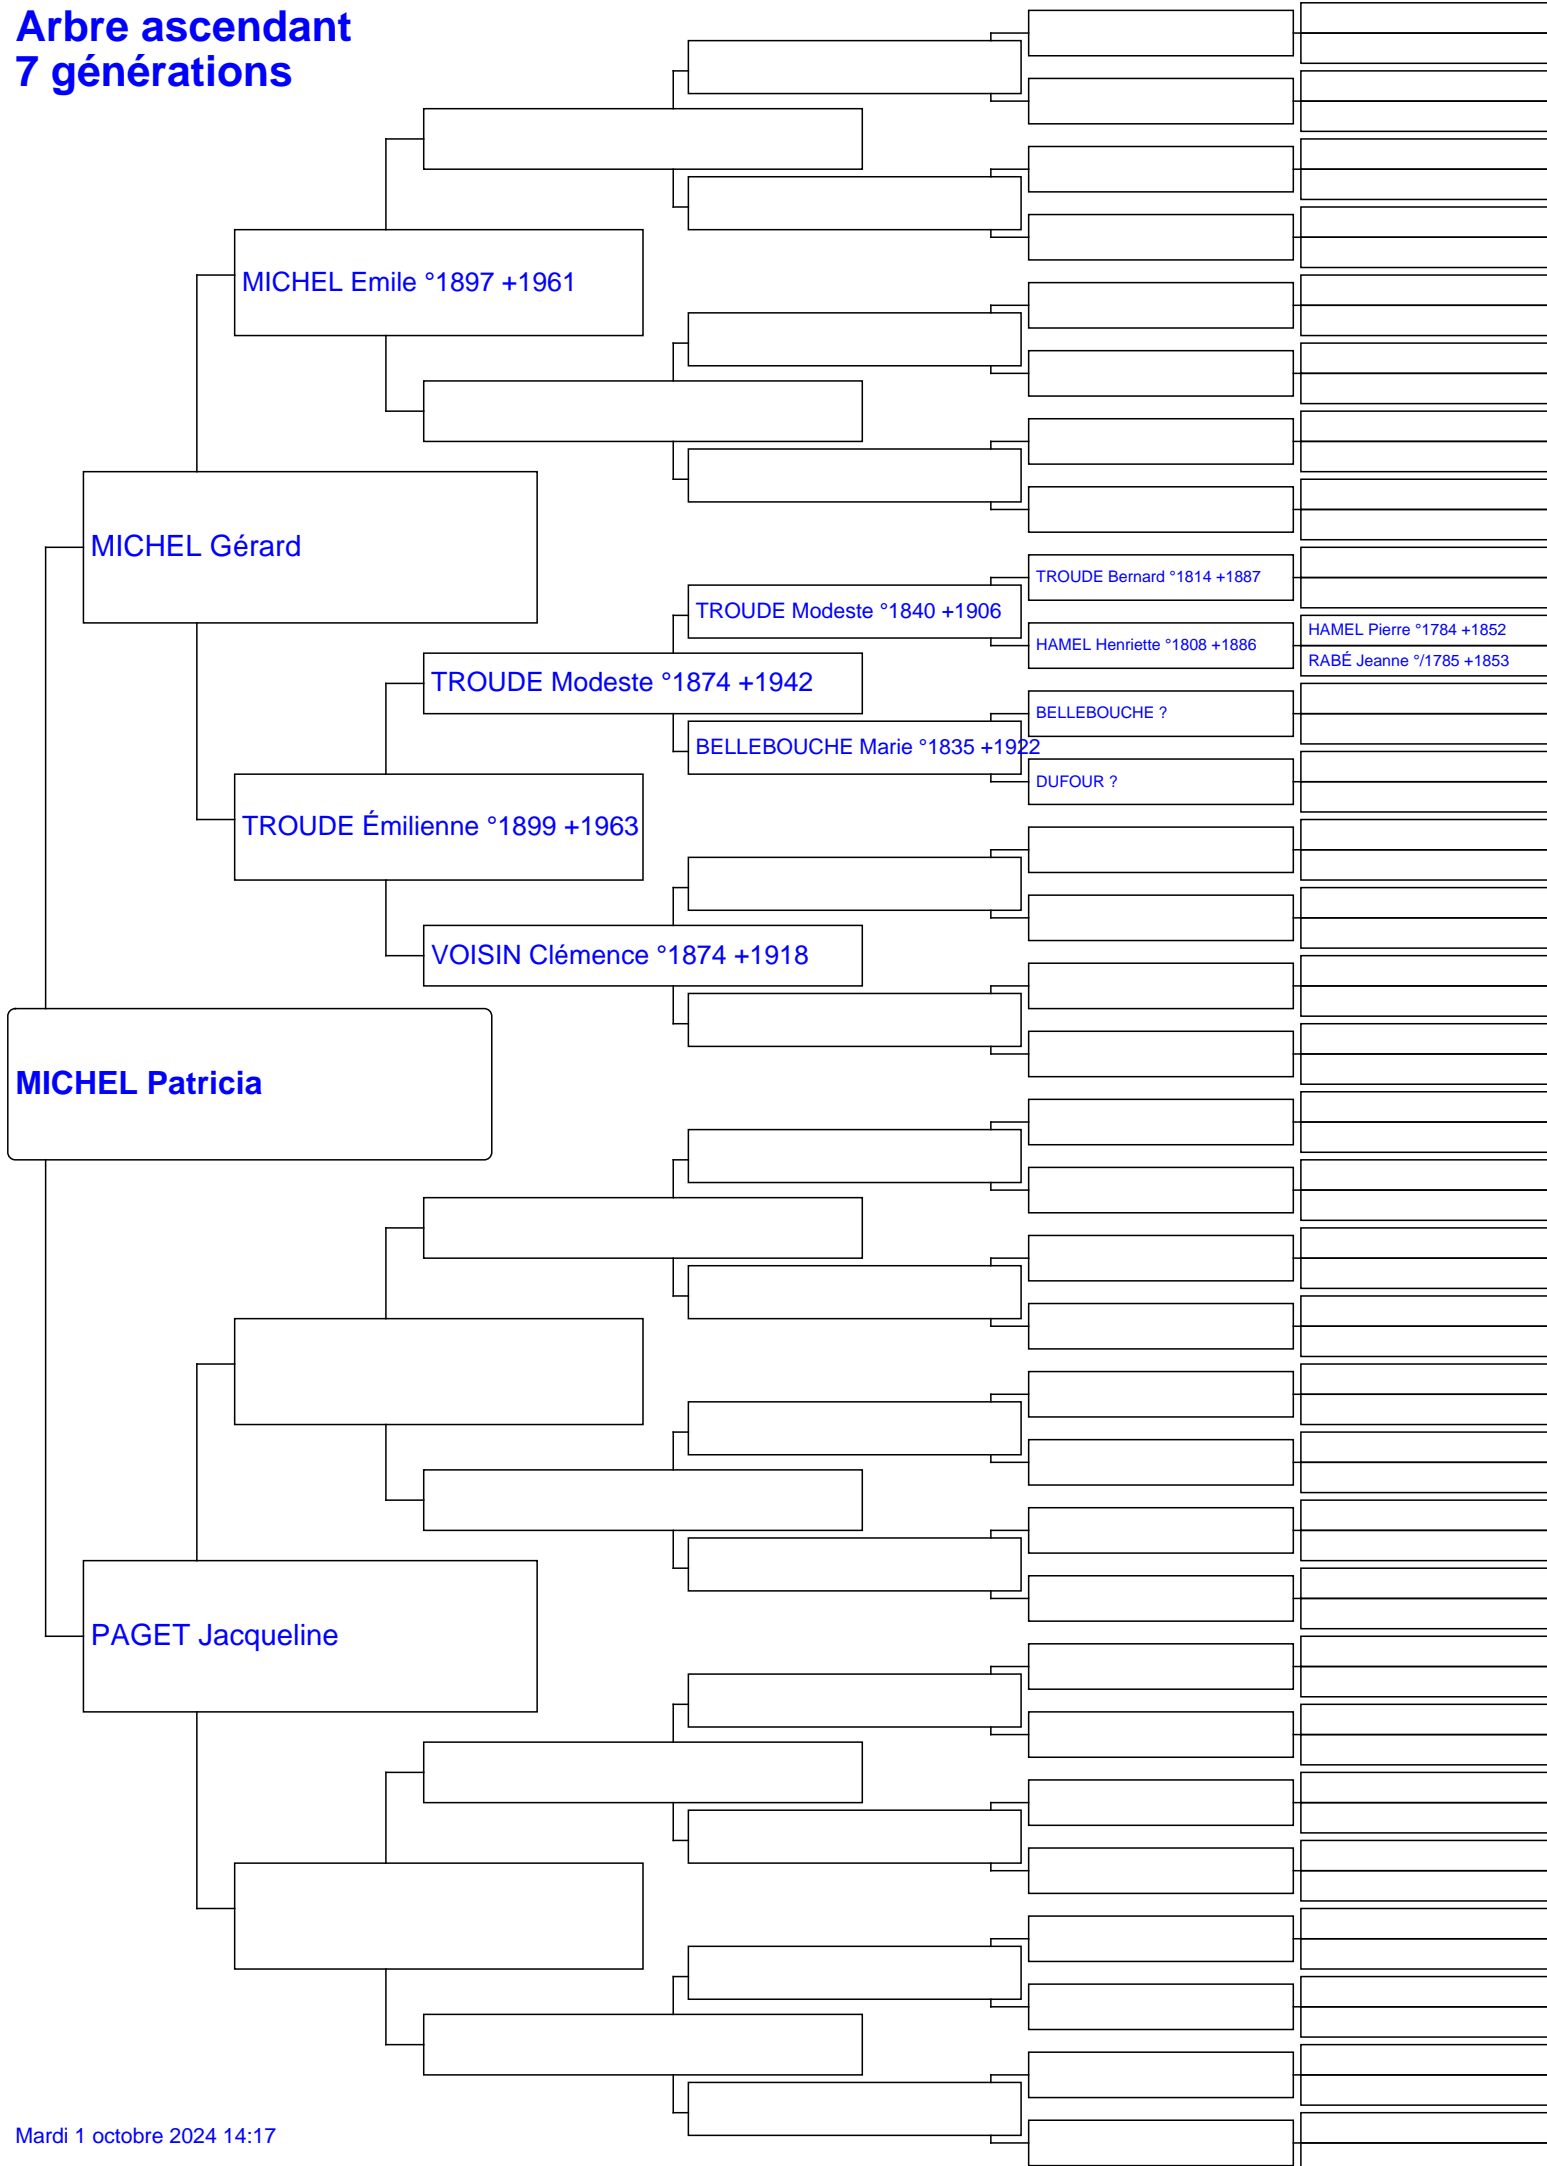 Arbre ascendant
7 générations
MICHEL Emile °1897 +1961
MICHEL Gérard
TROUDE Bernard °1814 +1887
TROUDE Modeste °1840 +1906
HAMEL Pierre °1784 +1852
HAMEL Henriette °1808 +1886
RABÉ Jeanne °/1785 +1853
TROUDE Modeste °1874 +1942
BELLEBOUCHE ?
BELLEBOUCHE Marie °1835 +1922
DUFOUR ?
TROUDE Émilienne °1899 +1963
VOISIN Clémence °1874 +1918
MICHEL Patricia
PAGET Jacqueline
Mardi 1 octobre 2024 14:17